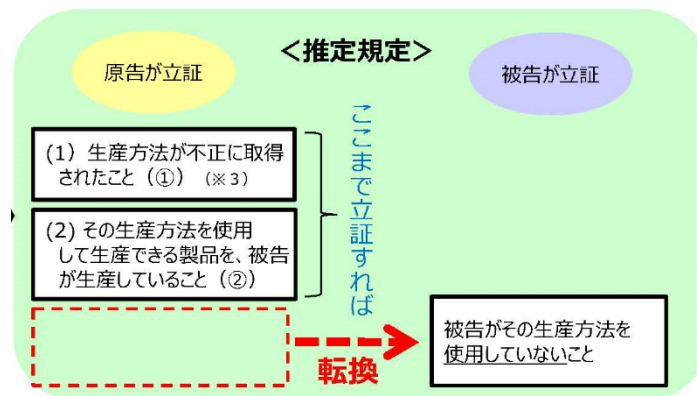 ＜推定規定＞
原告が立証
被告が立証
(1) 生産方法が不正に取得
されたこと（①）（※３）
(2) その生産方法を使用
して生産できる製品を、被告
が生産していること（②）
ここまで立証すれば
転換
被告がその生産方法を
使用していないこと